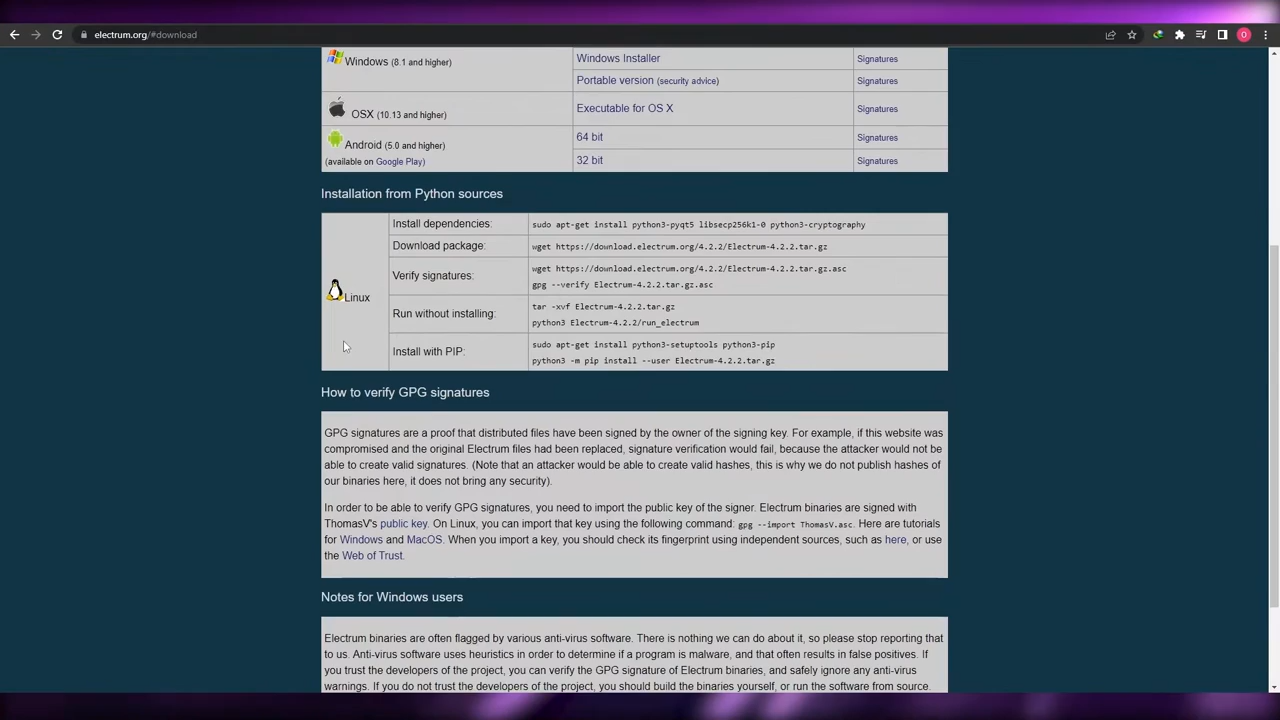 electrum.org/#download
O
Windows (8.1 and higher)
Windows Installer
Signatures
Portable version (security advice)
Signatures
OSX (10.13 and higher)
Executable for OS X
Signatures
Android (5.0 and higher)
(available on Google Play)
64 bit
Signatures
32 bit
Signatures
Installation from Python sources
Linux
Install dependencies:
sudo apt-get install python3-pyqt5 libsecp256k1-0 python3-cryptography
Download package:
wget https://download.electrum.org/4.2.2/Electrum-4.2.2.tar.gz
Verify signatures:
wget https://download.electrum.org/4.2.2/Electrum-4.2.2.tar.gz.asc
gpg --verify Electrum-4.2.2.tar.gz.asc
Run without installing:
tar -xvf Electrum-4.2.2.tar.gz
python3 Electrum-4.2.2/run_electrum
Install with PIP:
sudo apt-get install python3-setuptools python3-pip
python3 -m pip install --user Electrum-4.2.2.tar.gz
How to verify GPG signatures
GPG signatures are a proof that distributed files have been signed by the owner of the signing key. For example, if this website was
compromised and the original Electrum files had been replaced, signature verification would fail, because the attacker would not be
able to create valid signatures. (Note that an attacker would be able to create valid hashes, this is why we do not publish hashes of
our binaries here, it does not bring any security).
In order to be able to verify GPG signatures, you need to import the public key of the signer. Electrum binaries are signed with
ThomasV's public key. On Linux, you can import that key using the following command: gpg --import ThomasV.asc. Here are tutorials
for Windows and MacOS. When you import a key, you should check its fingerprint using independent sources, such as here, or use
the Web of Trust.
Notes for Windows users
Electrum binaries are often flagged by various anti-virus software. There is nothing we can do about it, so please stop reporting that
to us. Anti-virus software uses heuristics in order to determine if a program is malware, and that often results in false positives. If
you trust the developers of the project, you can verify the GPG signature of Electrum binaries, and safely ignore any anti-virus
warnings. If you do not trust the developers of the project, you should build the binaries yourself, or run the software from source.